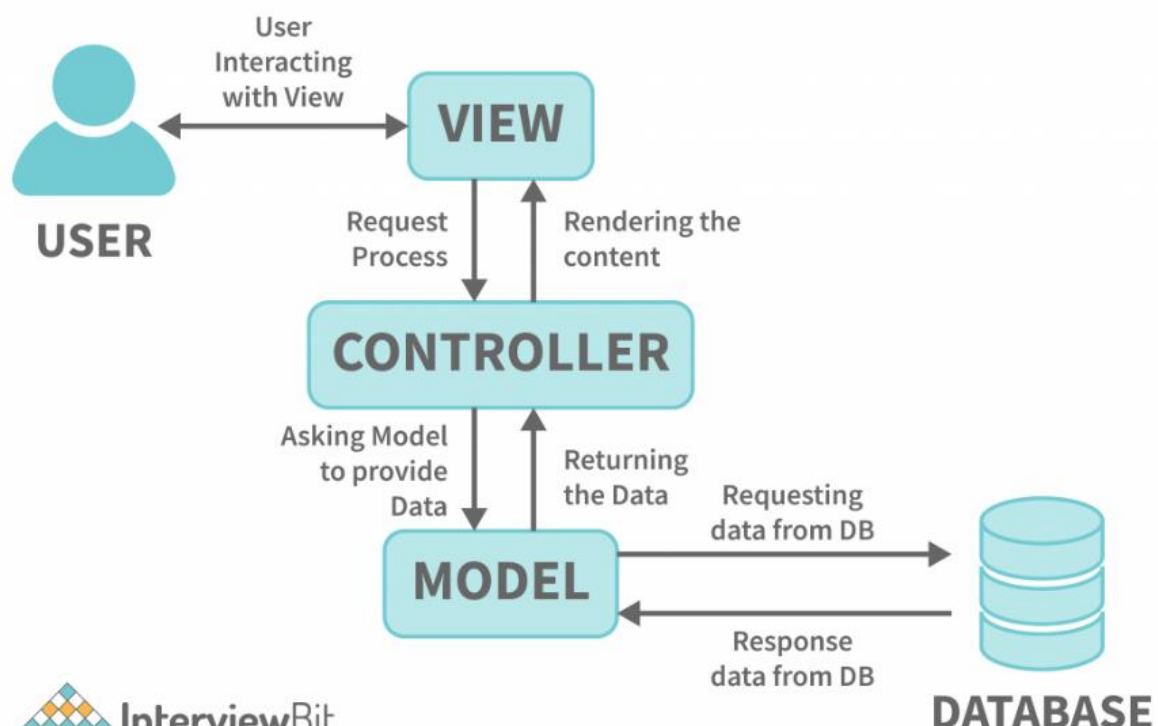 User
Interacting
with View
VIEW
USER
Request
Process
Rendering the
content
CONTROLLER
Asking Model
to provide
Data
Returning
the Data
Requesting
data from DB
MODEL
Response
data from DB
DATABASE
InterviewBit